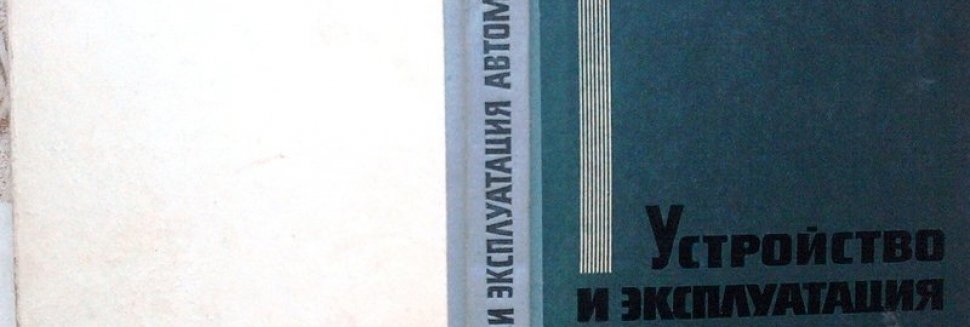 И ЭКСПЛУАТАЦИЯ АВТОМ
УСТРОЙСТВО
И ЭКСПЛУАТАЦИЯ